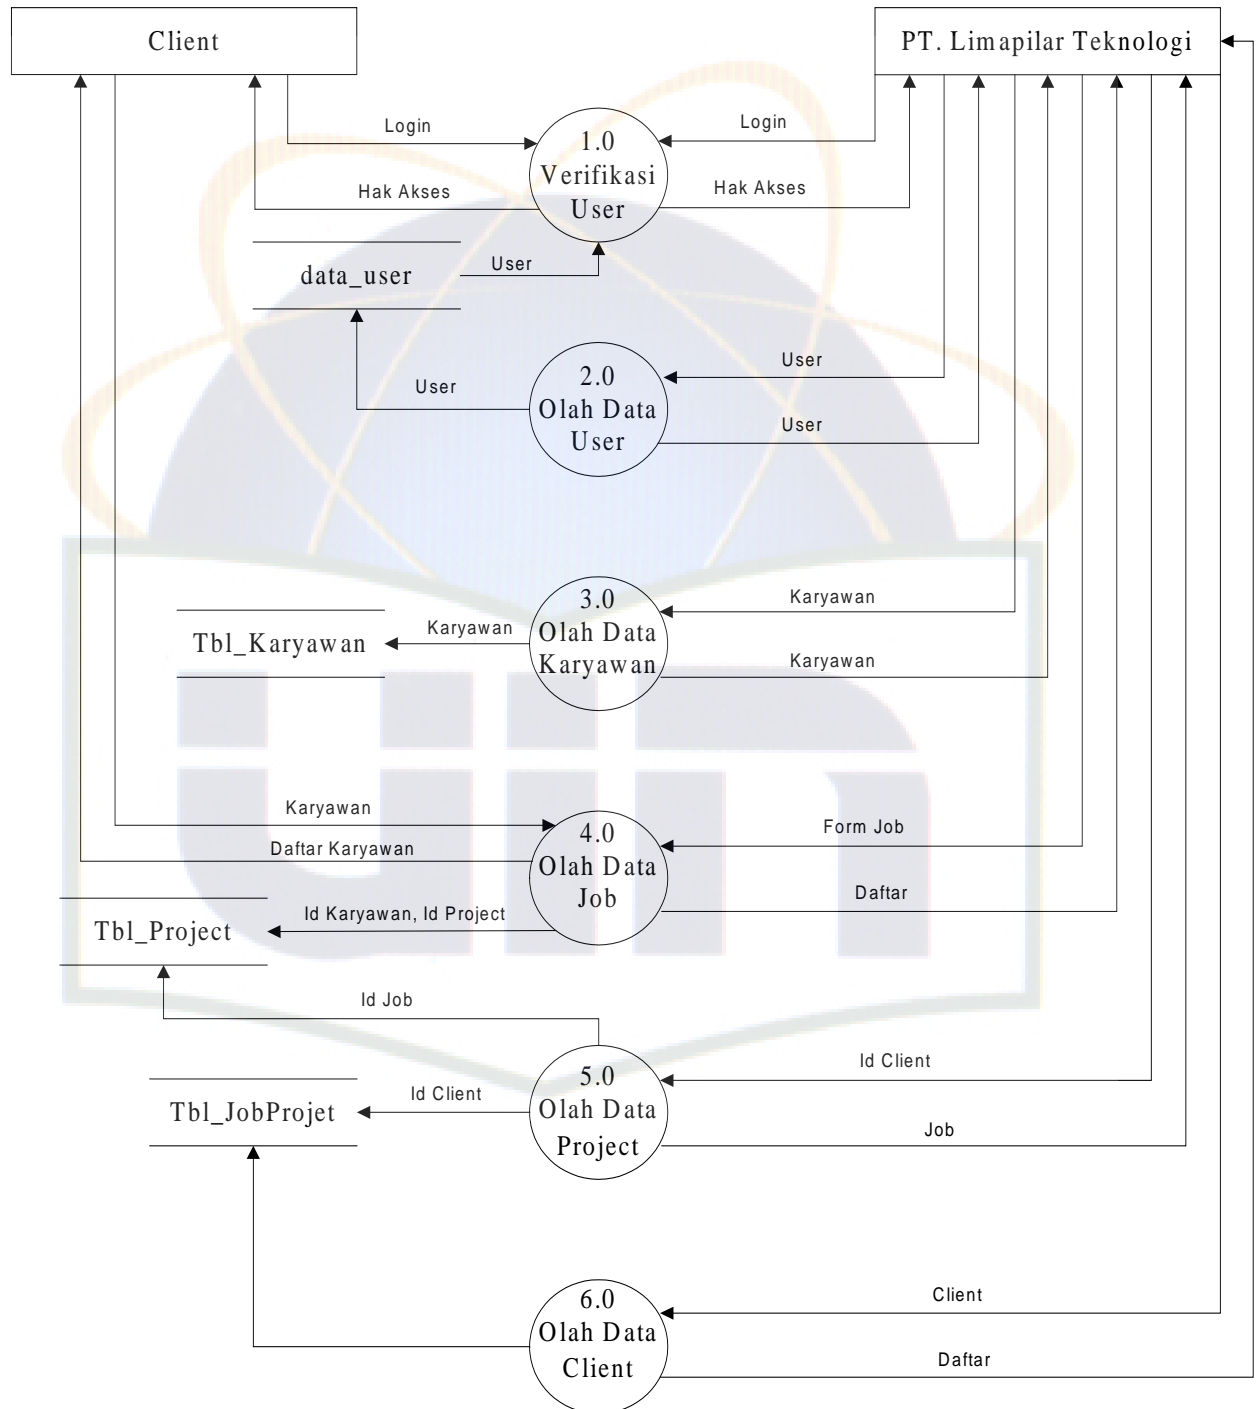 Client
PT. Limapilar Teknologi
Login
Login
1.0
Verifikasi
User
Hak Akses
Hak Akses
data_user
User
2.0
Olah Data
User
User
User
User
3.0
Olah Data
Karyawan
Karyawan
Karyawan
Karyawan
Tbl_Karyawan
Karyawan
Daftar Karyawan
4.0
Olah Data
Job
Form Job
Daftar
Id Karyawan, Id Project
Tbl_Project
Id Job
5.0
Olah Data
Project
Id Client
Job
Id Client
Tbl_JobProjet
6.0
Olah Data
Client
Client
Daftar
uin